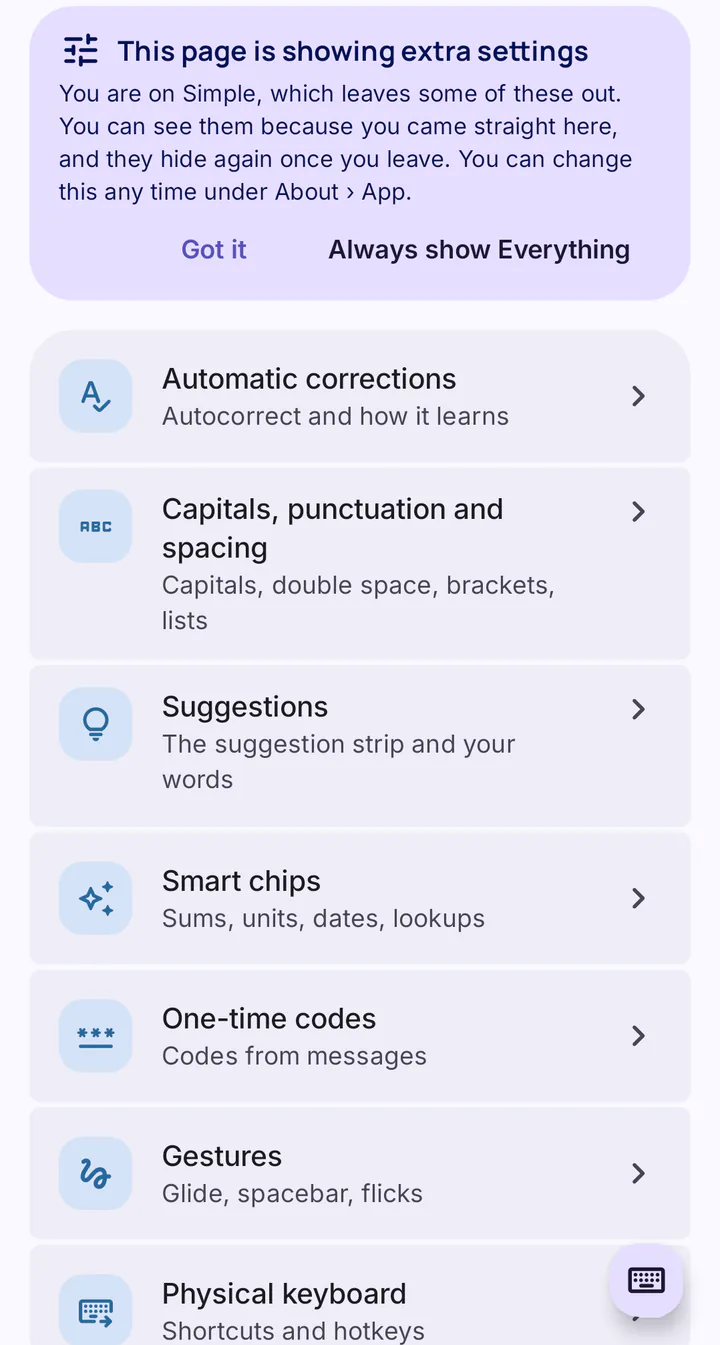 This page is showing extra settings
You are on Simple, which leaves some of these out.
You can see them because you came straight here,
and they hide again once you leave. You can change
this any time under About › App.
Got it
Always show Everything
Automatic corrections
Autocorrect and how it learns
ABC
Capitals, punctuation and
spacing
Capitals, double space, brackets,
lists
Suggestions
The suggestion strip and your
words
Smart chips
Sums, units, dates, lookups
One-time codes
Codes from messages
Gestures
Glide, spacebar, flicks
Physical keyboard
Shortcuts and hotkeys